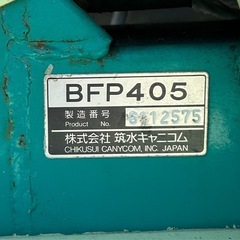 BFP405
製造番号
Product No. 6812575
株式会社 筑水キャニコム
CHIKUSUI CANYCOM, INC. JAPAN